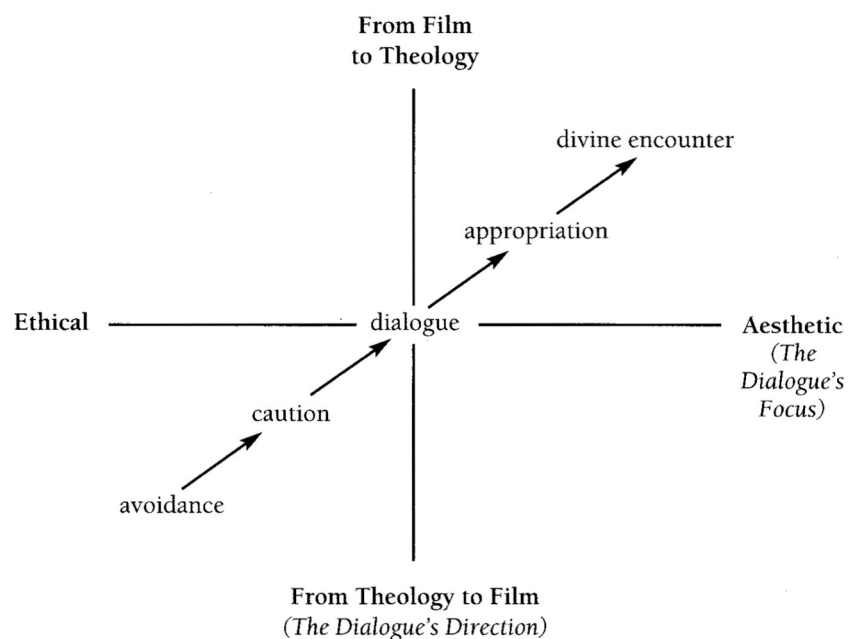 From Film
to Theology
divine encounter
appropriation
Ethical
dialogue
Aesthetic
(The
Dialogue's
Focus)
caution
avoidance
From Theology to Film
(The Dialogue's Direction)